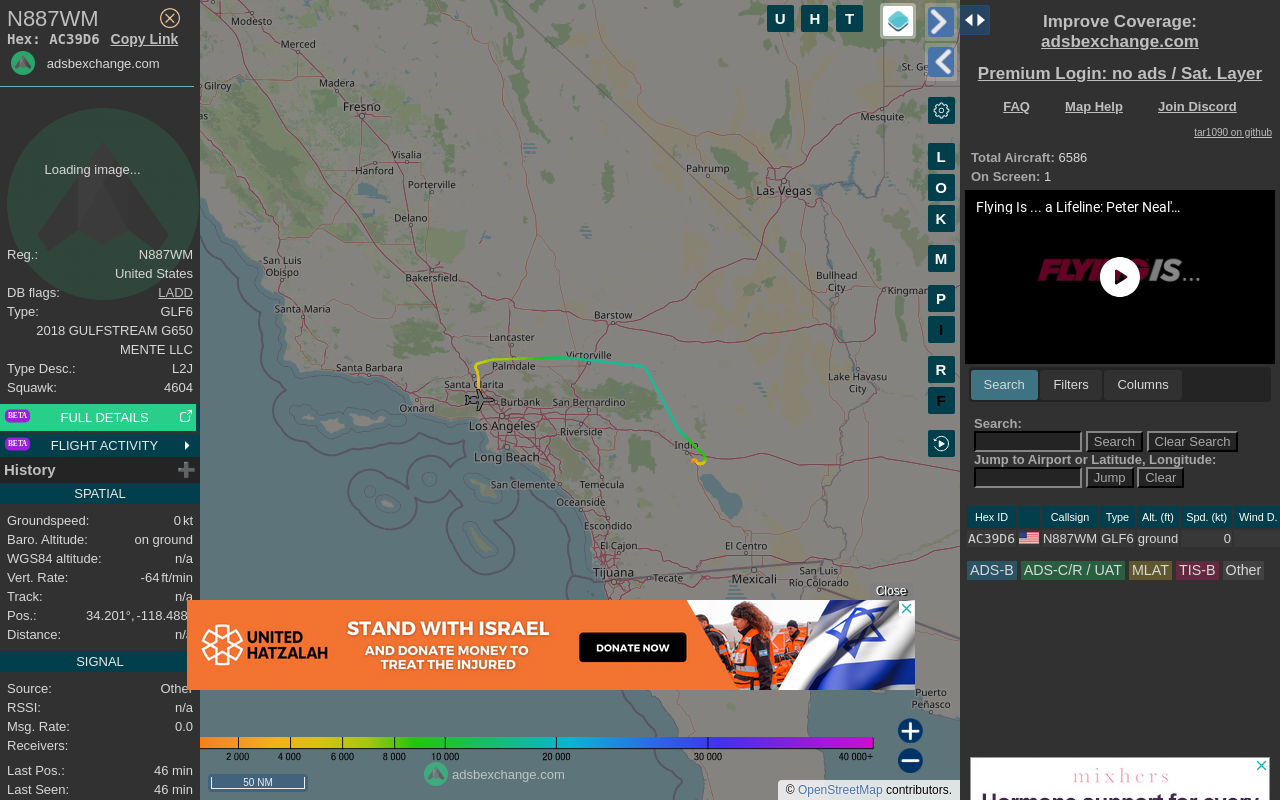 N887WM
Hex: AC39D6 Copy Link
adsbexchange.com
Loading image...
Reg.: N887WM
United States
DB flags: LADD
Type: GLF6
2018 GULFSTREAM G650
MENTE LLC
Type Desc.: L2J
Squawk: 4604
BETA FULL DETAILS
BETA FLIGHT ACTIVITY
History
SPATIAL
Groundspeed: 0 kt
Baro. Altitude: on ground
WGS84 altitude: n/a
Vert. Rate: -64 ft/min
Track: n/a
Pos.: 34.201°, -118.488
Distance: n/a
SIGNAL
Source: Other
RSSI: n/a
Msg. Rate: 0.0
Receivers:
Last Pos.: 46 min
Last Seen: 46 min
Modesto
Merced
Gilroy
Madera
Fresno
St. Ge
Mesquite
Visalia
Hanford
Porterville
Pahrump
Las Vegas
Delano
San Luis
Obispo
Bakersfield
Bullhead
City
Kingman
Santa Maria
Barstow
Lancaster
Victorville
Palmdale
Santa Barbara
Santa Clarita
Lake Havasu
City
Oxnard
Burbank
San Bernardino
Los Angeles
Riverside
Indio
Long Beach
San Clemente
Temecula
Oceanside
Escondido
El Cajon
El Centro
Tijuana
Tecate
Mexicali
San Luis
Río Colorado
Puerto
Peñasco
U H T
L
O
K
M
P
I
R
F
Close
UNITED
HATZALAH
STAND WITH ISRAEL
AND DONATE MONEY TO
TREAT THE INJURED
DONATE NOW
2 000 4 000 6 000 8 000 10 000 20 000 30 000 40 000+
50 NM
adsbexchange.com
© OpenStreetMap contributors.
Improve Coverage:
adsbexchange.com
Premium Login: no ads / Sat. Layer
FAQ Map Help Join Discord
tar1090 on github
Total Aircraft: 6586
On Screen: 1
Flying Is ... a Lifeline: Peter Neal'...
FLYING IS...
Search Filters Columns
Search:
Search Clear Search
Jump to Airport or Latitude, Longitude:
Jump Clear
Hex ID Callsign Type Alt. (ft) Spd. (kt) Wind D.
AC39D6 N887WM GLF6 ground 0
ADS-B ADS-C/R / UAT MLAT TIS-B Other
mixhers
Hormone support for every